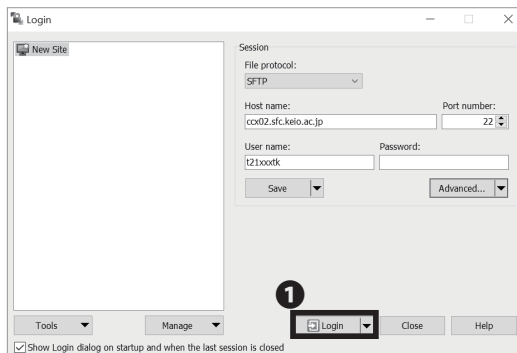 Login
New Site
Session
File protocol:
SFTP
Host name:
Port number:
ccx02.sfc.keio.ac.jp
22
User name:
Password:
t21xxxtk
Save
Advanced...
1
Tools
Manage
Login
Close
Help
Show Login dialog on startup and when the last session is closed